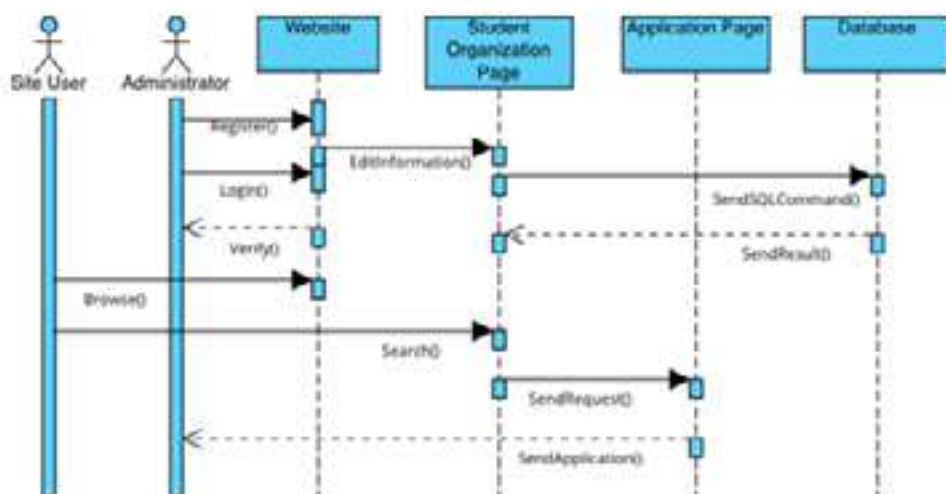 Website
Student
Organization
Page
Application Page
Database
Site User
Administrator
Register()
EditInformation()
Login()
SendSQLCommand()
Verify()
SendResult()
Browse()
Search()
SendRequest()
SendApplication()